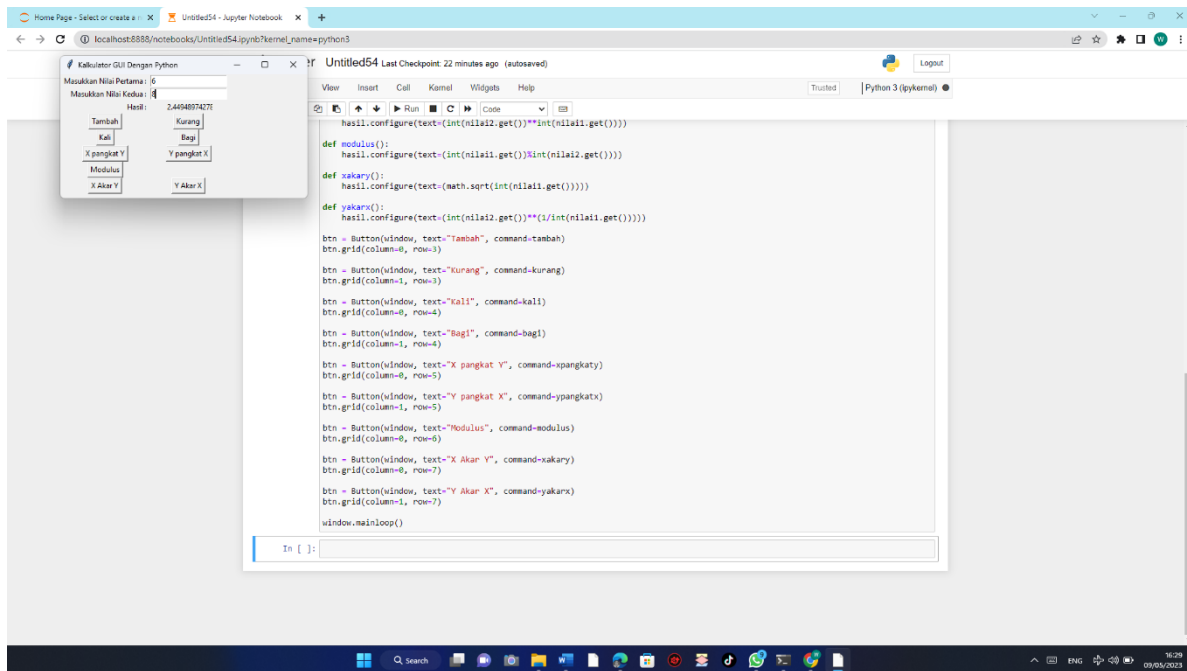 Home Page - Select or create a n
Untitled54 - Jupyter Notebook
localhost:8888/notebooks/Untitled54.ipynb?kernel_name=python3
W
Kalkulator GUI Dengan Python
Masukkan Nilai Pertama : 6
Masukkan Nilai Kedua : 8
Hasil : 2.44948974278
Tambah Kurang
Kali Bagi
X pangkat Y Y pangkat X
Modulus
X Akar Y Y Akar X
er Untitled54 Last Checkpoint: 22 minutes ago (autosaved)
Logout
View Insert Cell Kernel Widgets Help
Trusted Python 3 (ipykernel)
Run Code
hasil.configure(text=(int(nilai2.get())**int(nilai1.get())))
def modulus():
hasil.configure(text=(int(nilai1.get())%int(nilai2.get())))
def xakary():
hasil.configure(text=(math.sqrt(int(nilai1.get()))))
def yakarx():
hasil.configure(text=(int(nilai2.get())**(1/int(nilai1.get()))))
btn = Button(window, text="Tambah", command=tambah)
btn.grid(column=0, row=3)
btn = Button(window, text="Kurang", command=kurang)
btn.grid(column=1, row=3)
btn = Button(window, text="Kali", command=kali)
btn.grid(column=0, row=4)
btn = Button(window, text="Bagi", command=bagi)
btn.grid(column=1, row=4)
btn = Button(window, text="X pangkat Y", command=xpangkaty)
btn.grid(column=0, row=5)
btn = Button(window, text="Y pangkat X", command=ypangkatx)
btn.grid(column=1, row=5)
btn = Button(window, text="Modulus", command=modulus)
btn.grid(column=0, row=6)
btn = Button(window, text="X Akar Y", command=xakary)
btn.grid(column=0, row=7)
btn = Button(window, text="Y Akar X", command=yakarx)
btn.grid(column=1, row=7)
window.mainloop()
In [ ]:
Search
ENG
16:29
09/05/2023